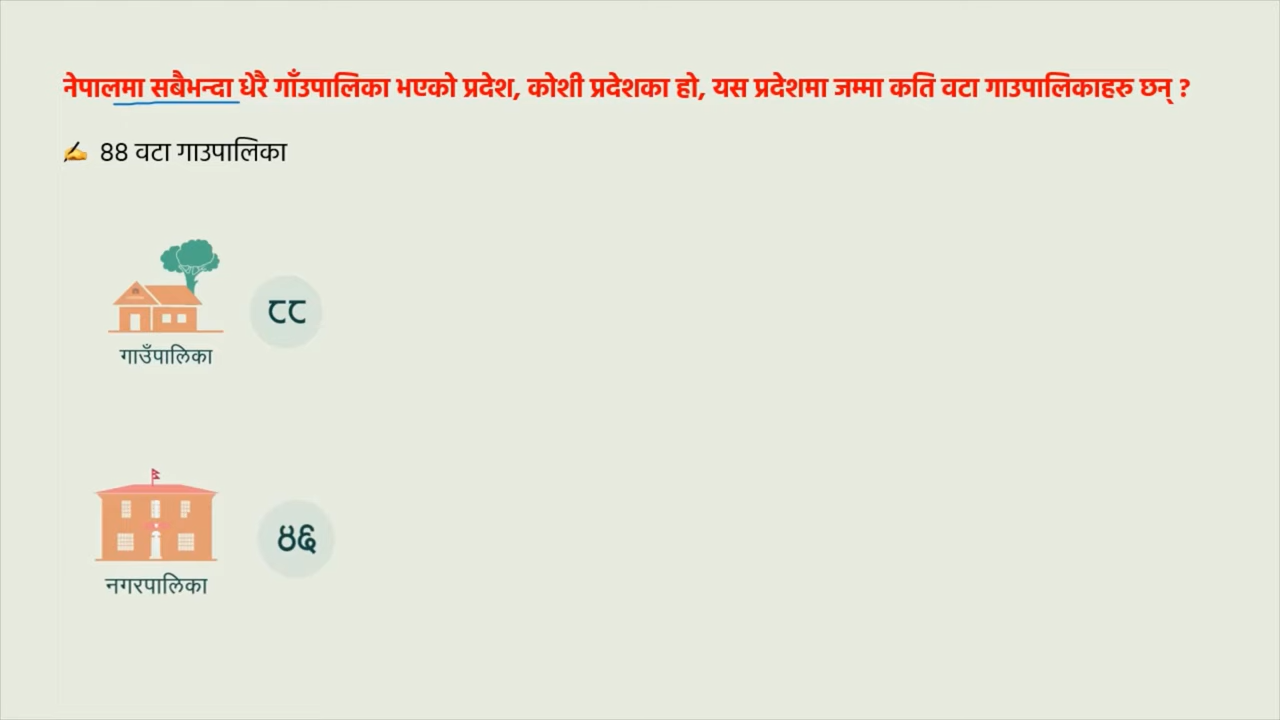 नेपालमा सबैभन्दा धेरै गाँउपालिका भएको प्रदेश, कोशी प्रदेशका हो, यस प्रदेशमा जम्मा कति वटा गाउपालिकाहरु छन् ?
✍ 88 वटा गाउपालिका
८८
गाउँपालिका
४६
नगरपालिका